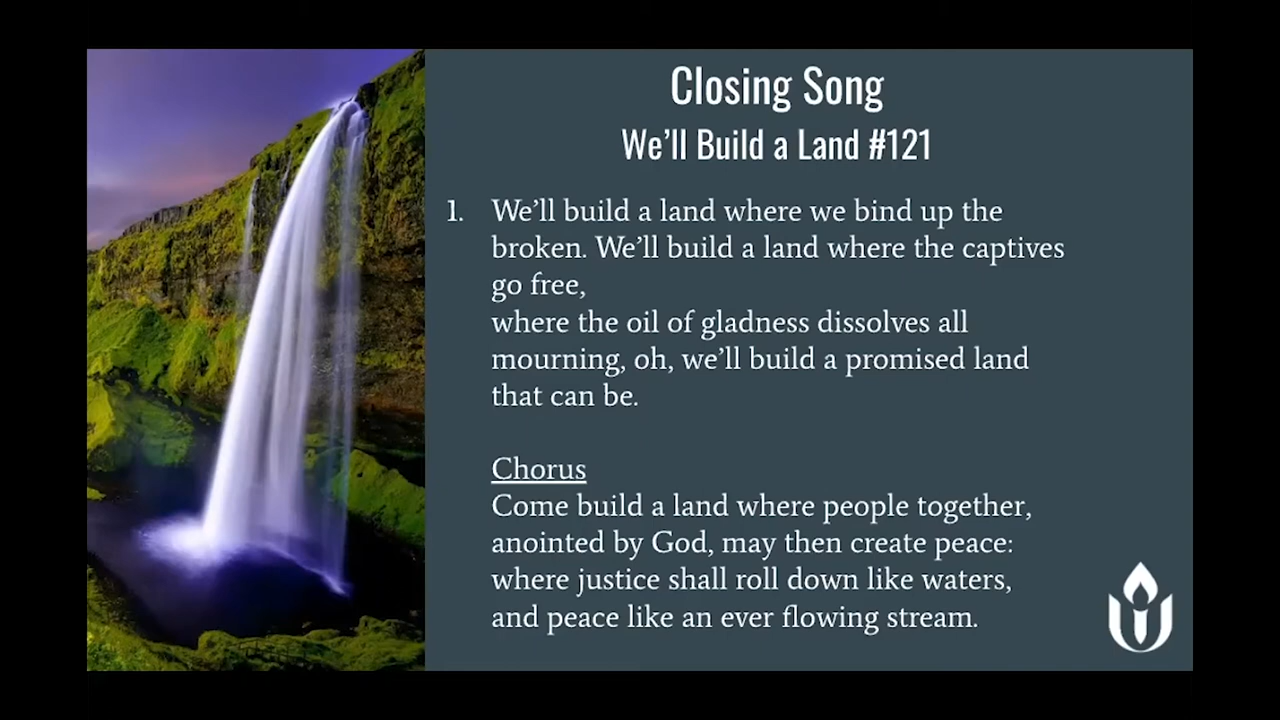 Closing Song
We’ll Build a Land #121
1. We’ll build a land where we bind up the
broken. We’ll build a land where the captives
go free,
where the oil of gladness dissolves all
mourning, oh, we’ll build a promised land
that can be.
Chorus
Come build a land where people together,
anointed by God, may then create peace:
where justice shall roll down like waters,
and peace like an ever flowing stream.